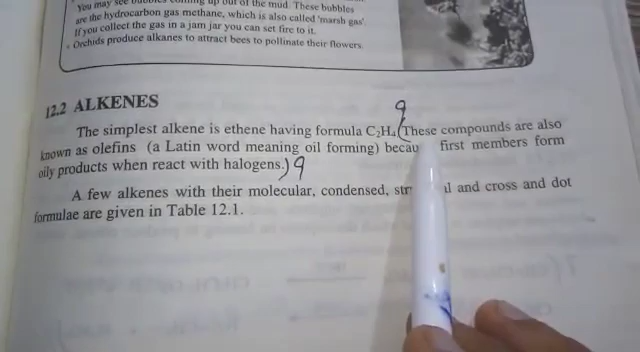 You may see bubbles coming up out of the mud. These bubbles
are the hydrocarbon gas methane, which is also called 'marsh gas'.
If you collect the gas in a jam jar you can set fire to it.
Orchids produce alkanes to attract bees to pollinate their flowers.
12.2 ALKENES
9
The simplest alkene is ethene having formula C₂H₄ (These compounds are also
known as olefins (a Latin word meaning oil forming) becau first members form
oily products when react with halogens.) 9
A few alkenes with their molecular, condensed, str l and cross and dot
formulae are given in Table 12.1.